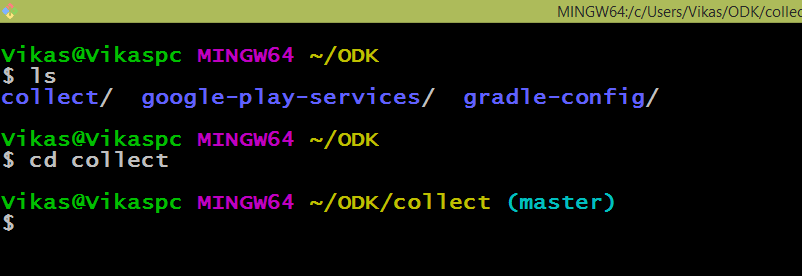 MINGW64:/c/Users/Vikas/ODK/collec
Vikas@Vikaspc MINGW64 ~/ODK
$ ls
collect/  google-play-services/  gradle-config/
Vikas@Vikaspc MINGW64 ~/ODK
$ cd collect
Vikas@Vikaspc MINGW64 ~/ODK/collect (master)
$